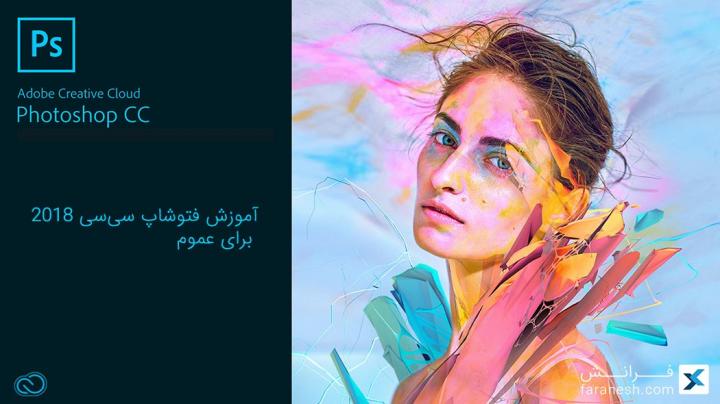 Ps
Adobe Creative Cloud
Photoshop CC
آموزش فتوشاپ سی‌سی 2018
برای عموم
فرانش
faranesh.com